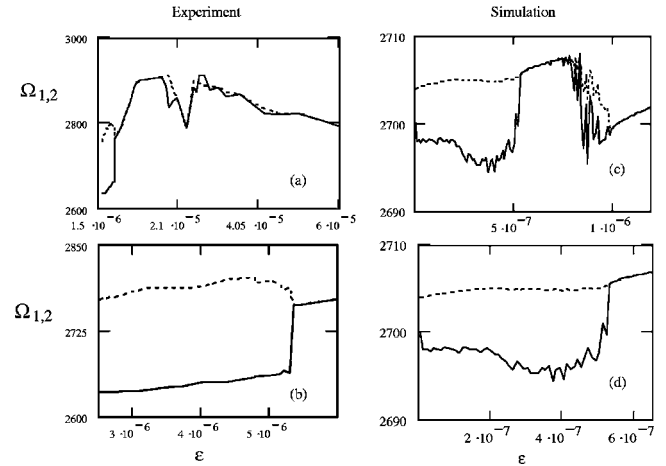 Experiment
Simulation
3000
2800
2600
Ω1,2
(a)
1.5 ·10⁻⁶
2.1 ·10⁻⁵
4.05 ·10⁻⁵
6·10⁻⁵
2710
2700
2690
(c)
5·10⁻⁷
1·10⁻⁶
2850
2725
2600
Ω1,2
(b)
3·10⁻⁶
4·10⁻⁶
5·10⁻⁶
ε
2710
2700
2690
(d)
2·10⁻⁷
4·10⁻⁷
6·10⁻⁷
ε